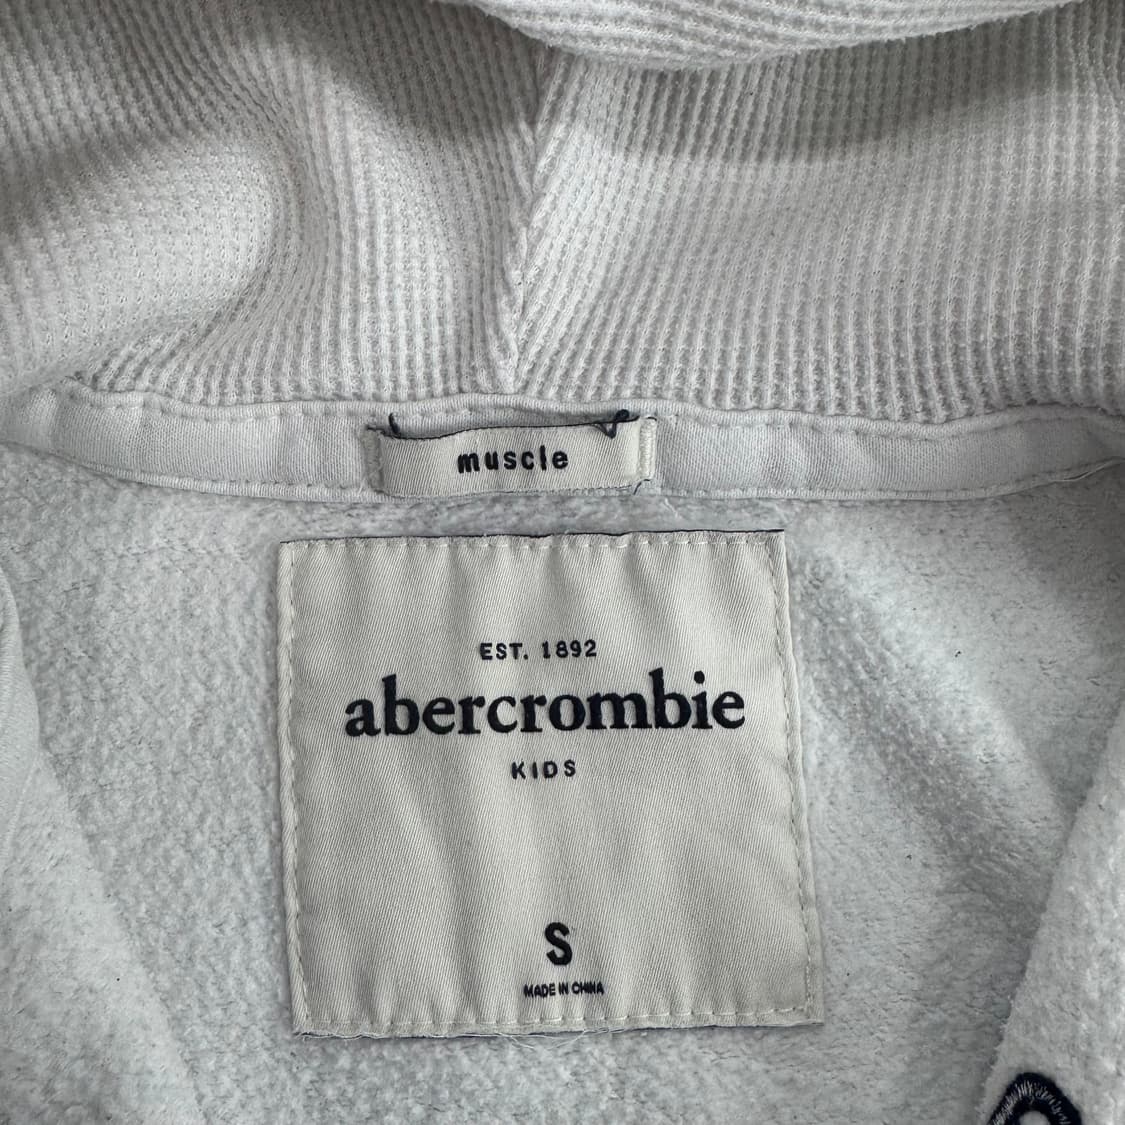 muscle
EST. 1892
abercrombie
KIDS
S
MADE IN CHINA